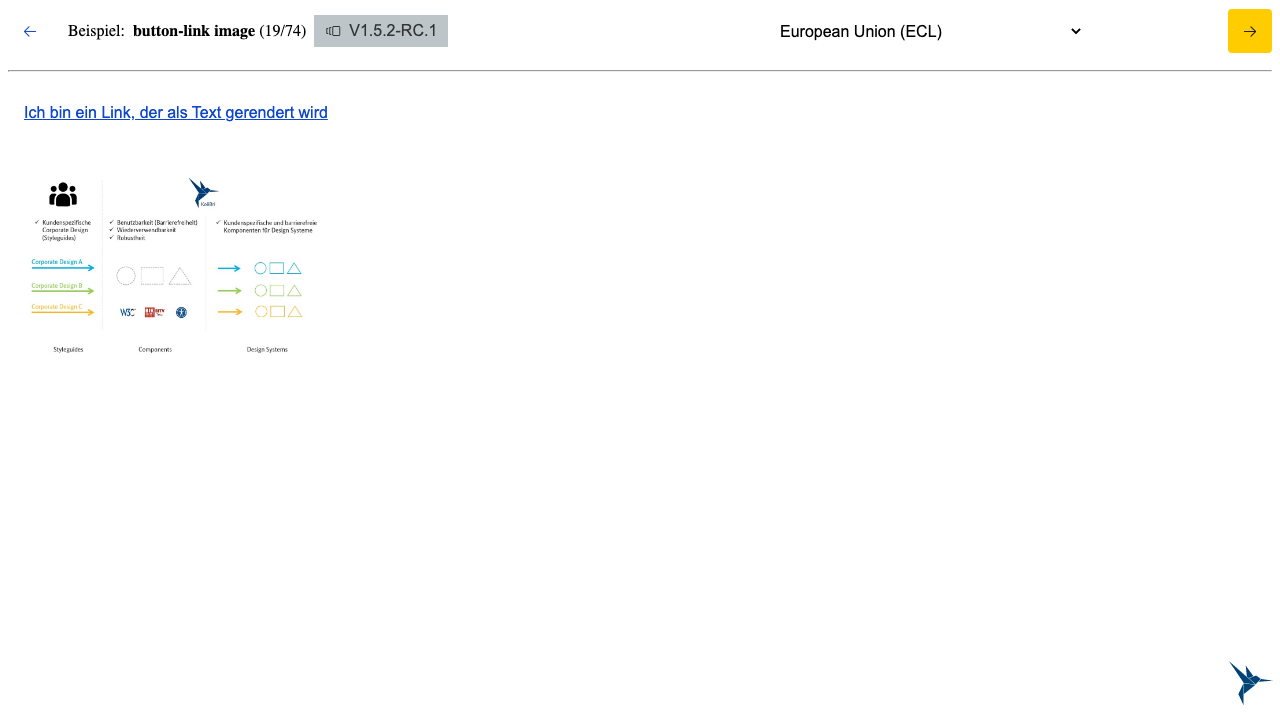 Beispiel: button-link image (19/74) V1.5.2-RC.1 European Union (ECL)
Ich bin ein Link, der als Text gerendert wird
KoliBri
✓ Kundenspezifische Corporate Design (Styleguides)
✓ Benutzbarkeit (Barrierefreiheit)
✓ Wiederverwendbarkeit
✓ Robustheit
✓ Kundenspezifische und barrierefreie
Komponenten für Design Systeme
Corporate Design A
Corporate Design B
Corporate Design C
W3C BITV
Styleguides Components Design Systems